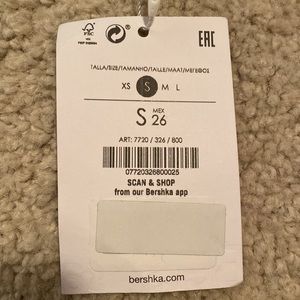 FSC
EAC
TALLA/SIZE/TAMANHO/TAILLE/MAAT/ΜΕΓΕΘΟΣ
XS S M L
MEX
S 26
ART: 7720 / 326 / 800
07720326800025
SCAN & SHOP
from our Bershka app
bershka.com